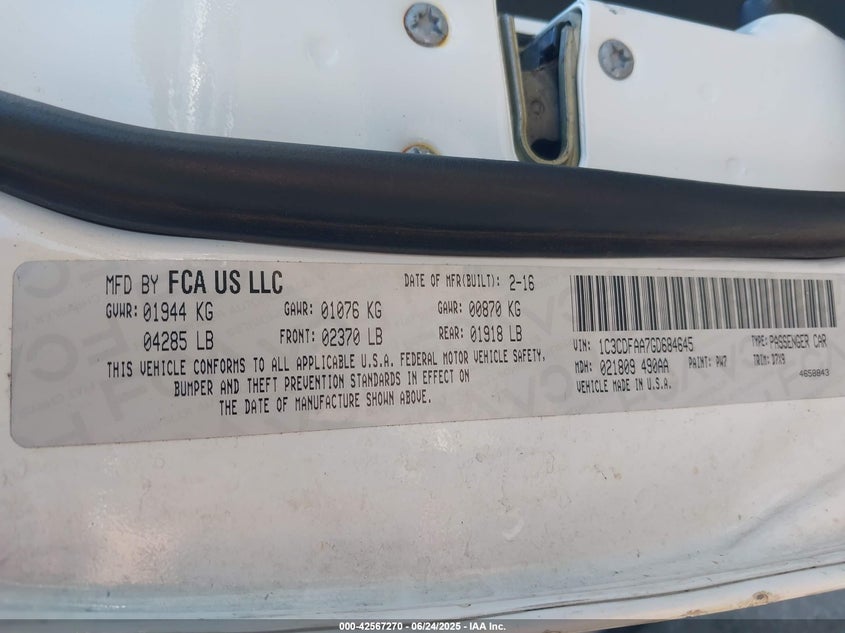 MFD BY FCA US LLC DATE OF MFR(BUILT): 2-16
GVWR: 01944 KG GAWR: 01076 KG GAWR: 00870 KG
04285 LB FRONT: 02370 LB REAR: 01918 LB
THIS VEHICLE CONFORMS TO ALL APPLICABLE U.S.A. FEDERAL MOTOR VEHICLE SAFETY,
BUMPER AND THEFT PREVENTION STANDARDS IN EFFECT ON
THE DATE OF MANUFACTURE SHOWN ABOVE.
VIN: 1C3CDFAA7GD684645 TYPE: PASSENGER CAR
MDH: 021809 490AA PAINT: PW7 TRIM: D7X9
VEHICLE MADE IN U.S.A. 4658843
000-42567270 - 06/24/2025 - IAA Inc.